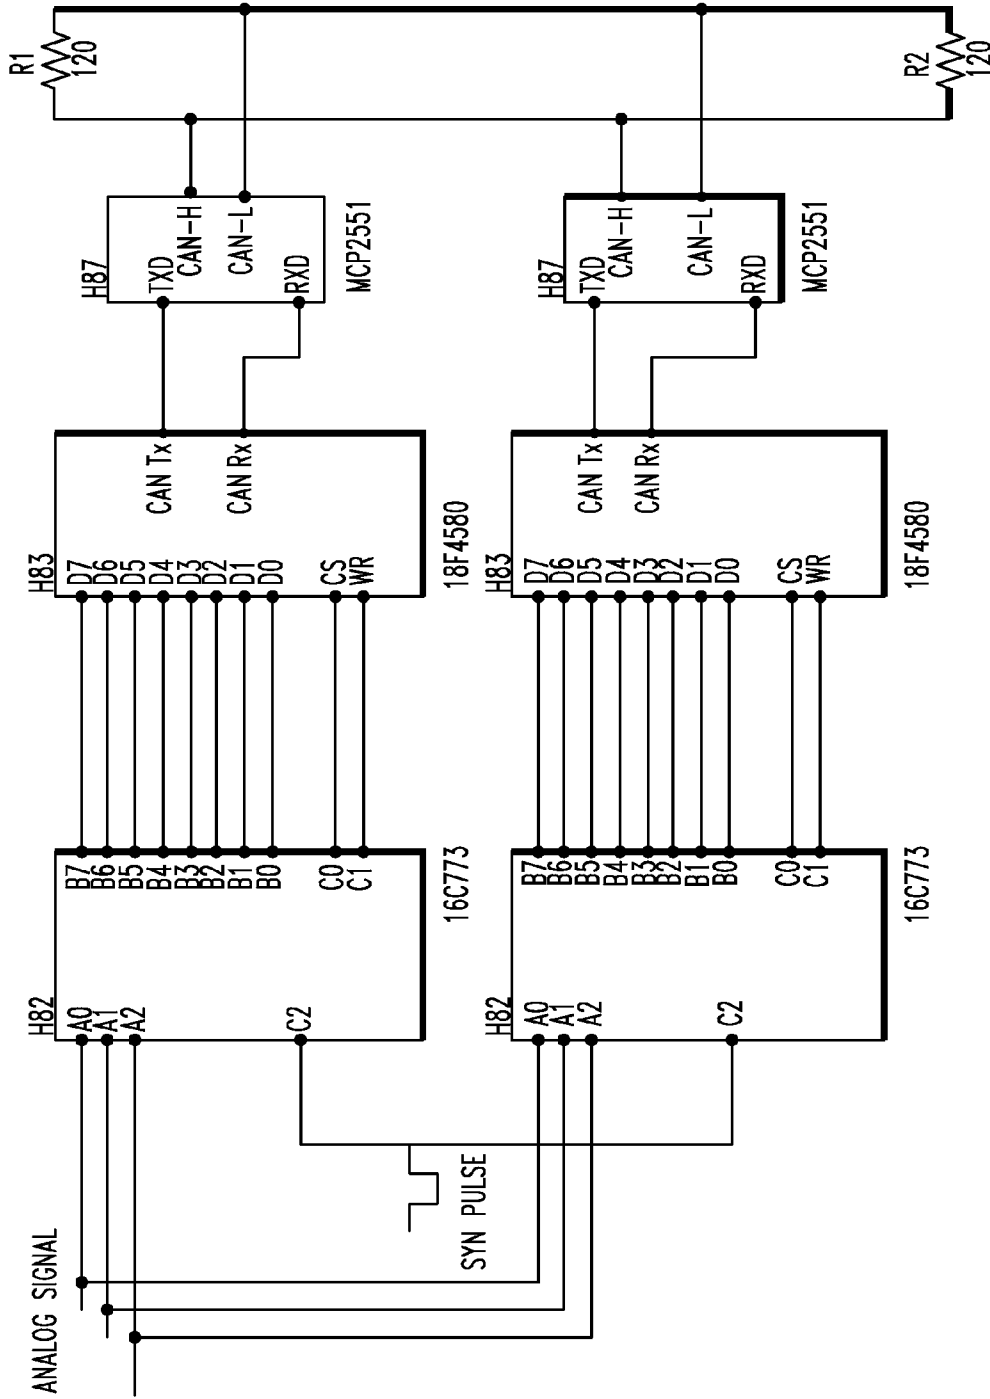 ANALOG SIGNAL
SYN PULSE
H82
A0
A1
A2
C2
B7
B6
B5
B4
B3
B2
B1
B0
C0
C1
16C773
H83
D7
D6
D5
D4
D3
D2
D1
D0
CS
WR
CAN Tx
CAN Rx
18F4580
H87
TXD
CAN-H
CAN-L
RXD
MCP2551
R1
120
H82
A0
A1
A2
C2
B7
B6
B5
B4
B3
B2
B1
B0
C0
C1
16C773
H83
D7
D6
D5
D4
D3
D2
D1
D0
CS
WR
CAN Tx
CAN Rx
18F4580
H87
TXD
CAN-H
CAN-L
RXD
MCP2551
R2
120